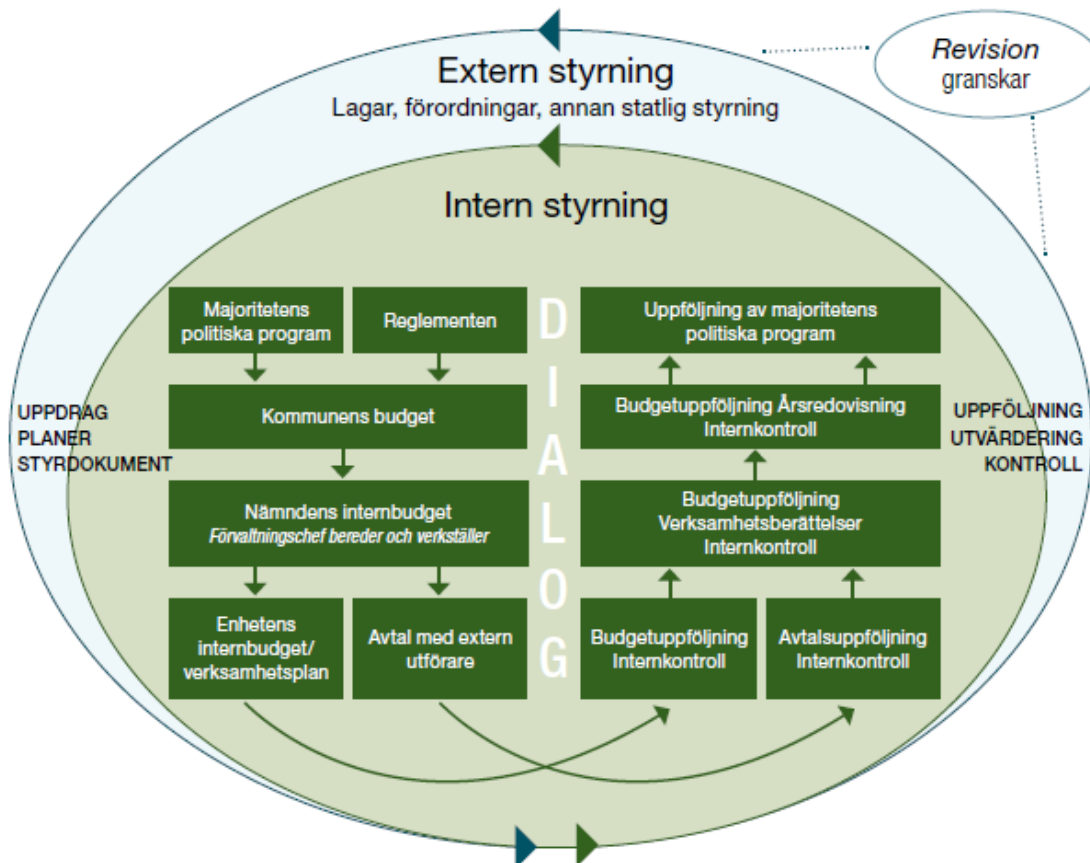 Revision
granskar
Extern styrning
Lagar, förordningar, annan statlig styrning
Intern styrning
UPPDRAG
PLANER
STYRDOKUMENT
Majoritetens
politiska program
Reglementen
Kommunens budget
Nämndens internbudget
Förvaltningschef bereder och verkställer
Enhetens
internbudget/
verksamhetsplan
Avtal med extern
utförare
D
I
A
L
O
G
Uppföljning av majoritetens
politiska program
Budgetuppföljning Årsredovisning
Internkontroll
Budgetuppföljning
Verksamhetsberättelser
Internkontroll
Budgetuppföljning
Internkontroll
Avtalsuppföljning
Internkontroll
UPPFÖLJNING
UTVÄRDERING
KONTROLL